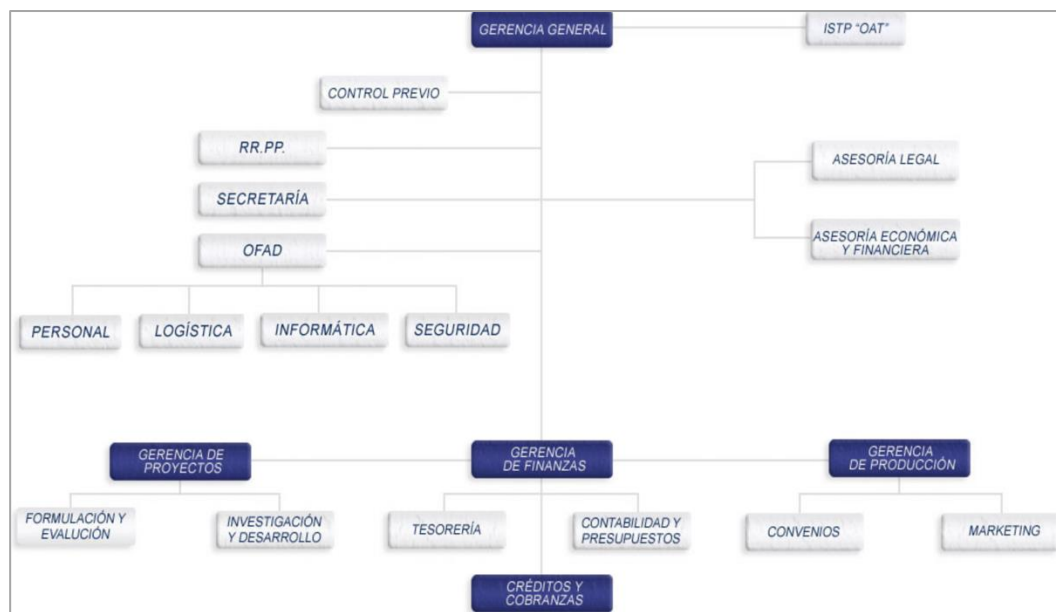 GERENCIA GENERAL
ISTP "OAT"
CONTROL PREVIO
RR.PP.
ASESORÍA LEGAL
SECRETARÍA
OFAD
ASESORÍA ECONÓMICA
Y FINANCIERA
PERSONAL
LOGÍSTICA
INFORMÁTICA
SEGURIDAD
GERENCIA DE
PROYECTOS
GERENCIA
DE FINANZAS
GERENCIA
DE PRODUCCIÓN
FORMULACIÓN Y
EVALUCIÓN
INVESTIGACIÓN
Y DESARROLLO
TESORERÍA
CONTABILIDAD Y
PRESUPUESTOS
CONVENIOS
MARKETING
CRÉDITOS Y
COBRANZAS